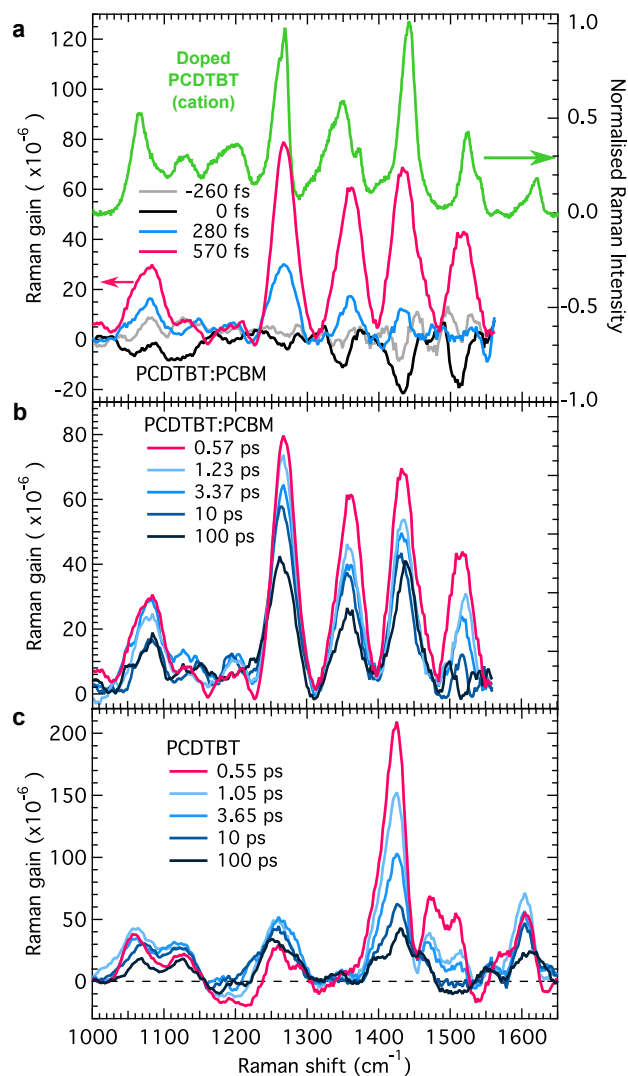 a
120
100
80
60
40
20
0
-20
Raman gain ( x10⁻⁶)
Doped
PCDTBT
(cation)
-260 fs
0 fs
280 fs
570 fs
PCDTBT:PCBM
1.0
0.5
0.0
-0.5
-1.0
Normalised Raman Intensity
b
80
60
40
20
0
Raman gain ( x10⁻⁶)
PCDTBT:PCBM
0.57 ps
1.23 ps
3.37 ps
10 ps
100 ps
c
200
150
100
50
0
Raman gain (x10⁻⁶)
PCDTBT
0.55 ps
1.05 ps
3.65 ps
10 ps
100 ps
1000 1100 1200 1300 1400 1500 1600
Raman shift (cm⁻¹)